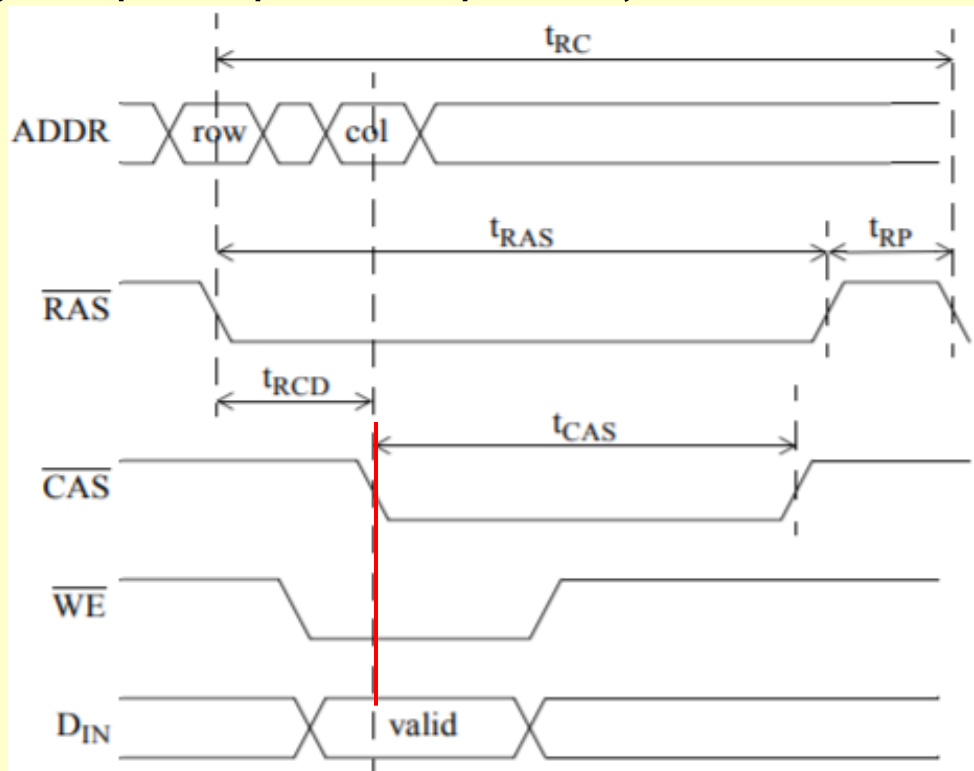 tRC
ADDR row col
tRAS tRP
RAS
tRCD
tCAS
CAS
WE
DIN valid